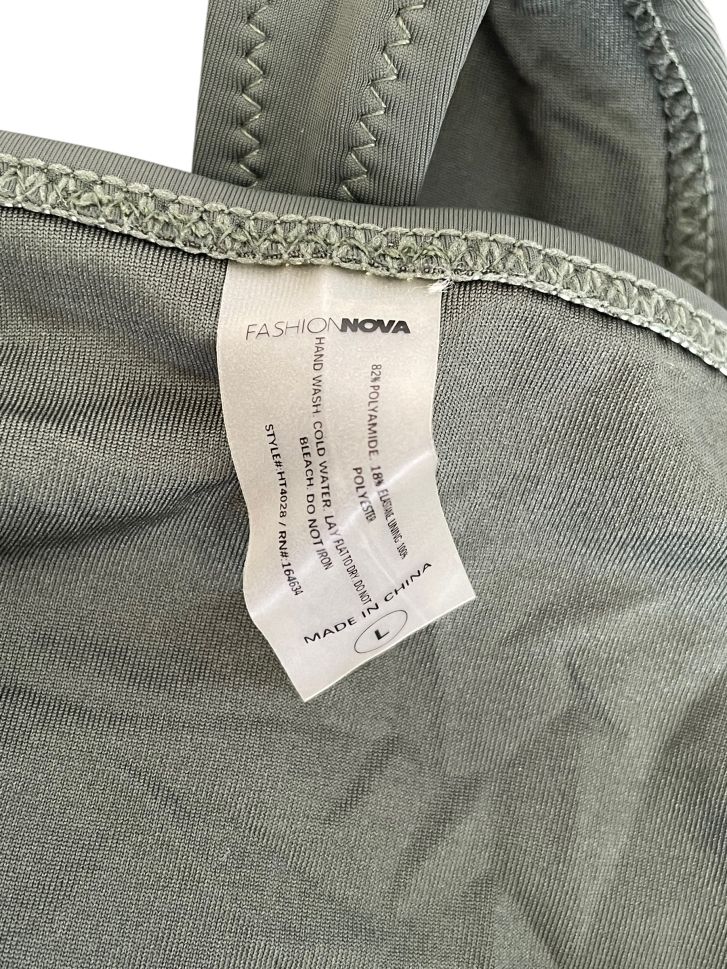 FASHIONNOVA
82% POLYAMIDE. 18% ELASTANE. LINING 100%
POLYESTER
HAND WASH. COLD WATER. LAY FLAT TO DRY. DO NOT
BLEACH. DO NOT IRON
STYLE#:HT4028 / RN#:164634
MADE IN CHINA
L